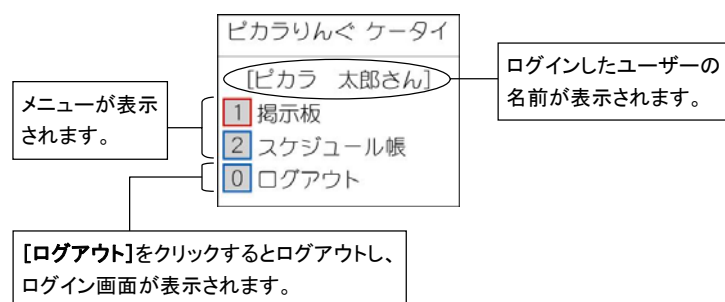 ピカラりんぐ ケータイ
[ピカラ　太郎さん]
1 掲示板
2 スケジュール帳
0 ログアウト
ログインしたユーザーの
名前が表示されます。
メニューが表示
されます。
[ログアウト]をクリックするとログアウトし、
ログイン画面が表示されます。